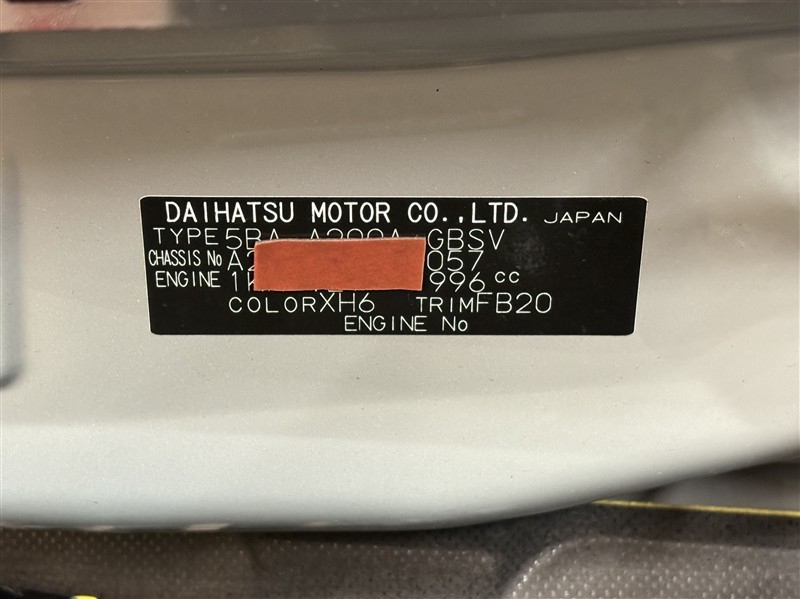 DAIHATSU MOTOR CO.,LTD. JAPAN
TYPE 5BA-A200A-GBSV
CHASSIS No A2 057
ENGINE 1K 996 cc
COLOR XH6 TRIM FB20
ENGINE No